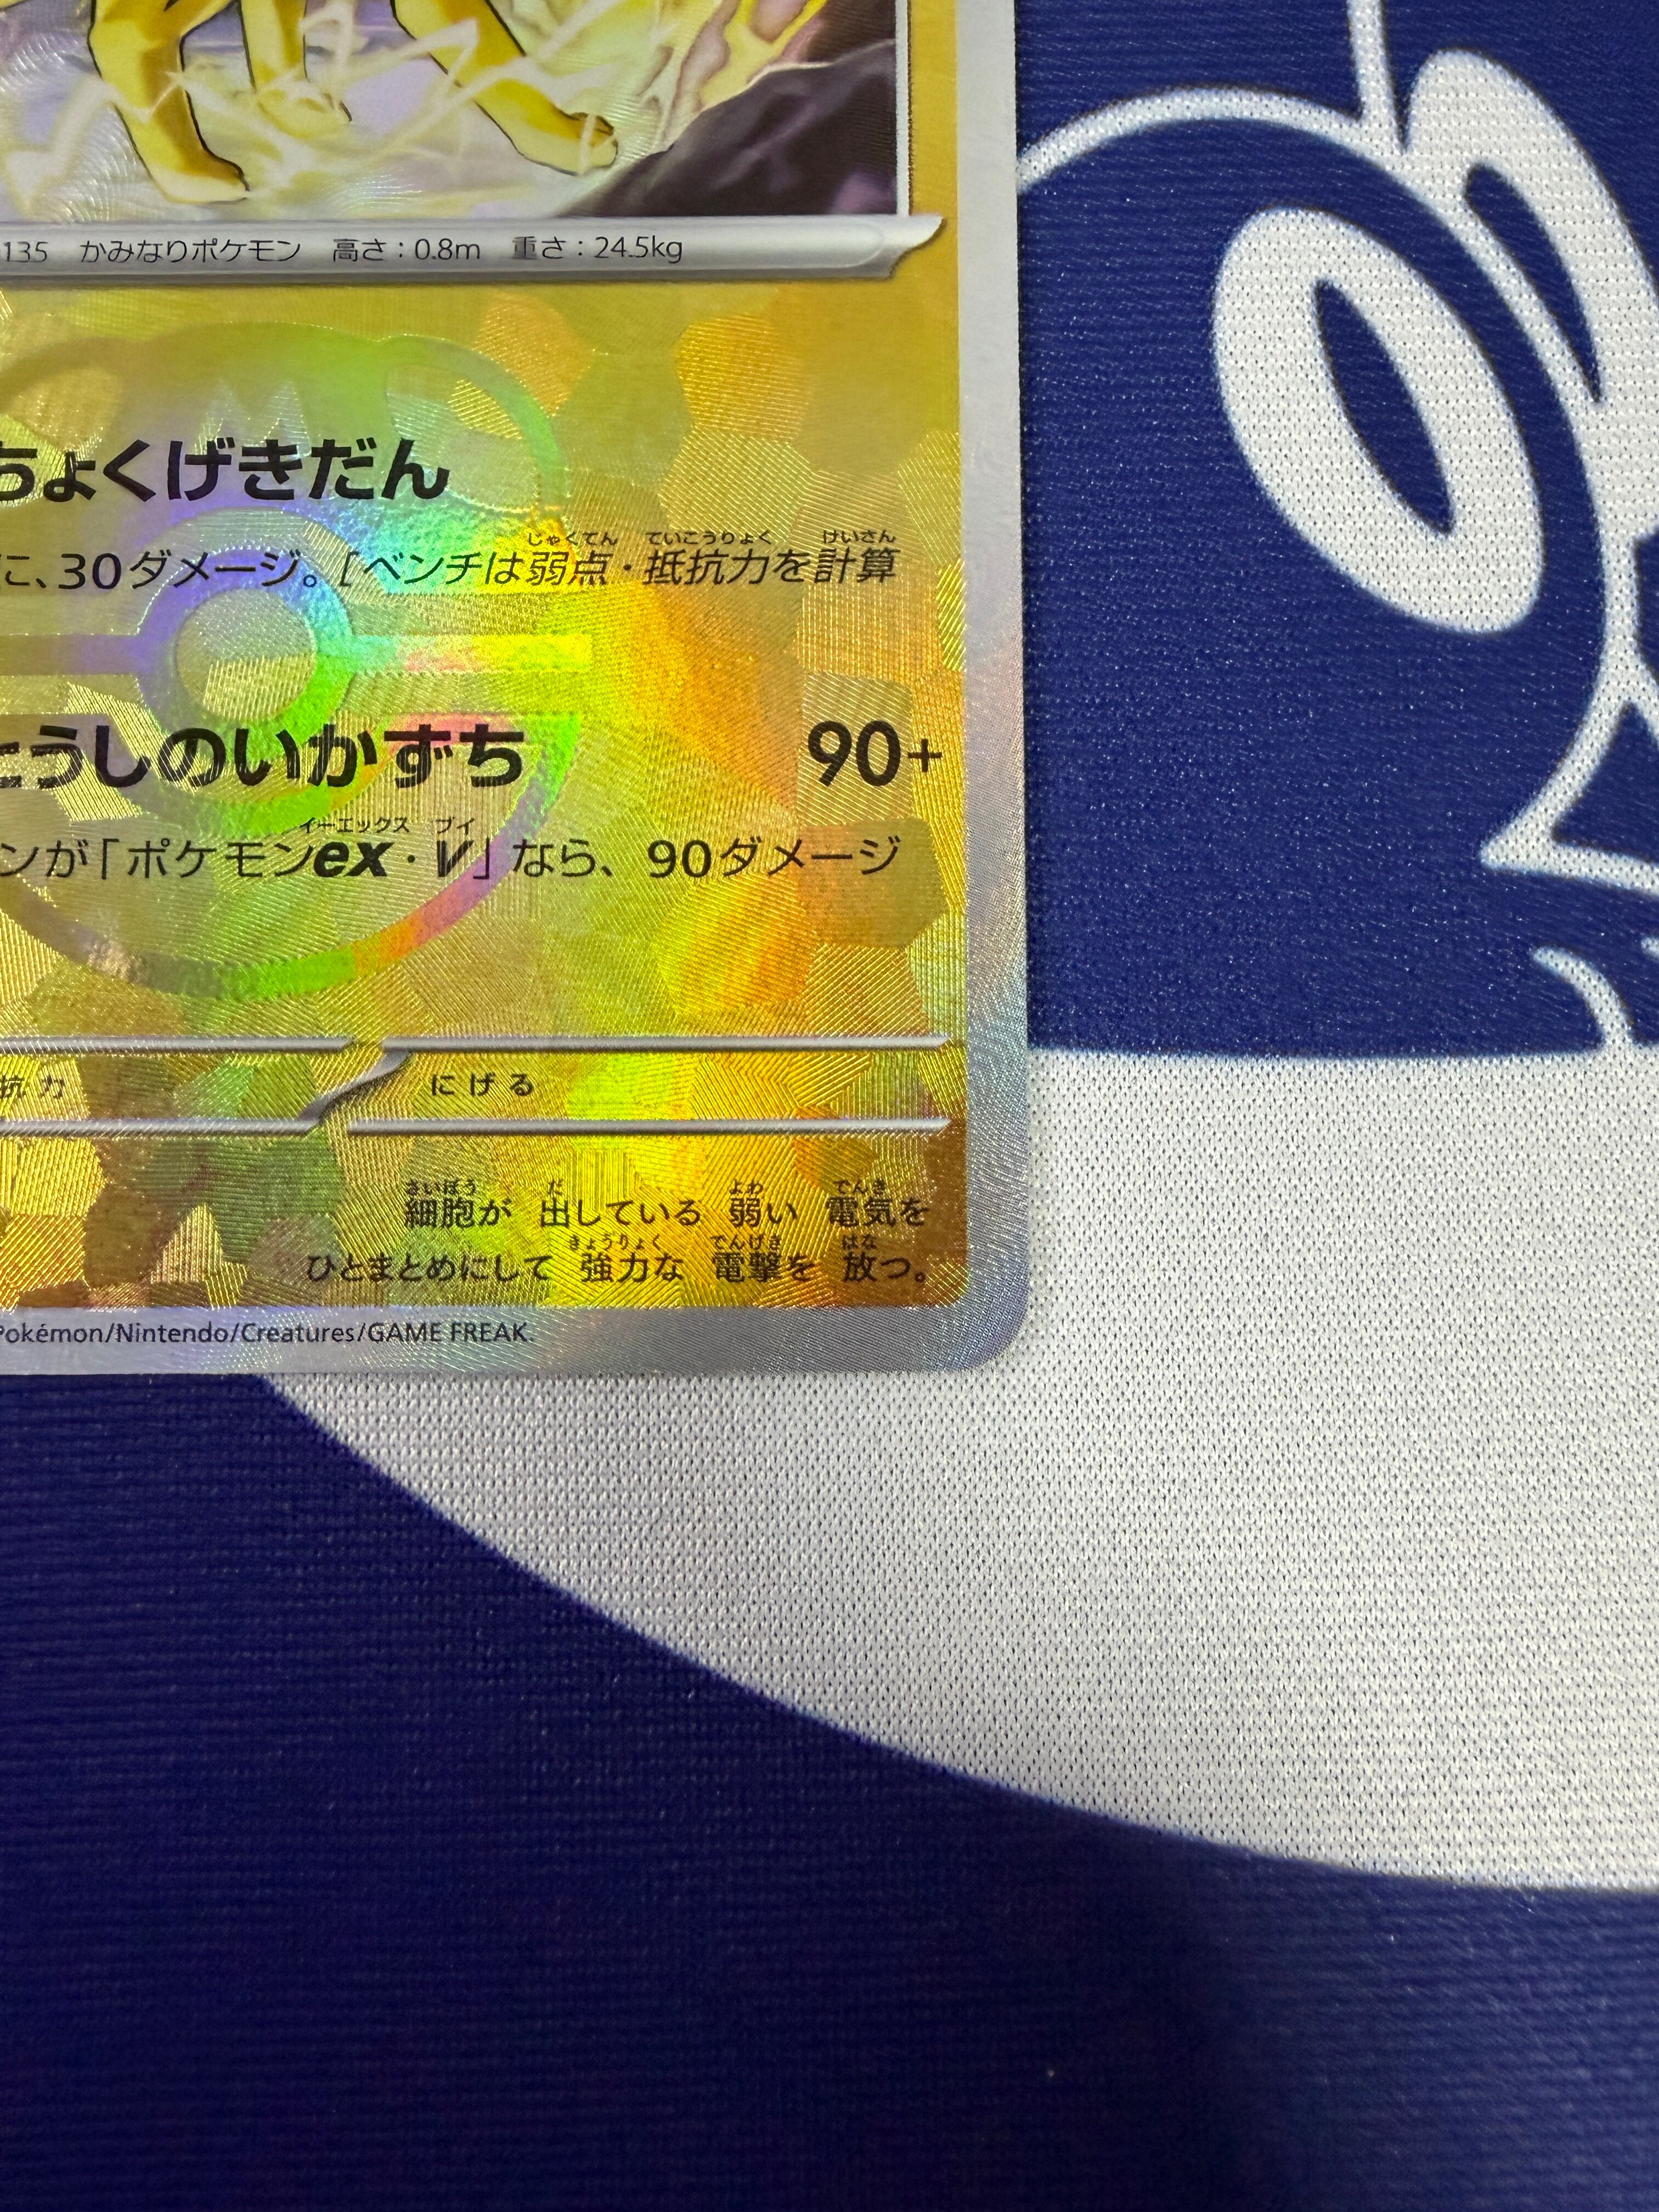 135 かみなりポケモン 高さ：0.8m 重さ：24.5kg
ちょくげきだん
じゃくてん ていこうりょく けいさん
に、30ダメージ。[ベンチは弱点・抵抗力を計算
うしのいかずち 90+
イーエックス ブイ
ンが「ポケモンex・V」なら、90ダメージ
抗力 にげる
さいぼう だ よわ でんき
細胞が 出している 弱い 電気を
きょうりょく でんげき はな
ひとまとめにして 強力な 電撃を 放つ。
Pokémon/Nintendo/Creatures/GAME FREAK.